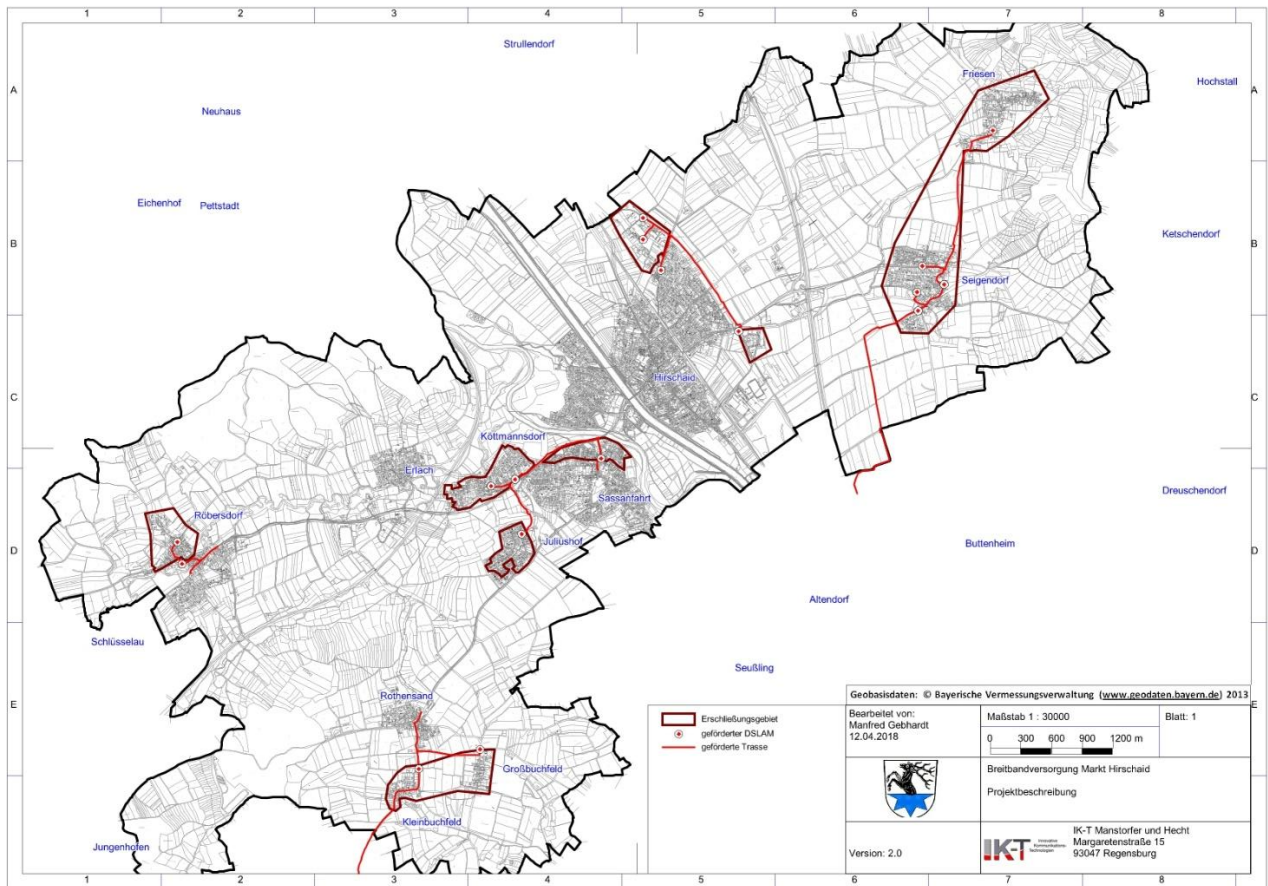 1 2 3 4 5 6 7 8
Strullendorf
Friesen
Hochstall
A A
Neuhaus
Eichenhof Pettstadt
Ketschendorf
B B
Seigendorf
Hirschaid
C C
Köttmannsdorf
Erlach
Sassanfahrt
Dreuschendorf
Röbersdorf
Juliushof
Buttenheim
D D
Altendorf
Schlüsselau
Seußling
Rothensand
E E
Großbuchfeld
Kleinbuchfeld
Jungenhofen
Erschließungsgebiet
geförderter DSLAM
geförderte Trasse
Geobasisdaten: © Bayerische Vermessungsverwaltung (www.geodaten.bayern.de) 2013
Bearbeitet von:
Manfred Gebhardt
12.04.2018
Maßstab 1 : 30000
0 300 600 900 1200 m
Blatt: 1
Breitbandversorgung Markt Hirschaid
Projektbeschreibung
Version: 2.0
IK-T
Innovative
Kommunikations-
Technologien
IK-T Manstorfer und Hecht
Margaretenstraße 15
93047 Regensburg
1 2 3 4 5 6 7 8